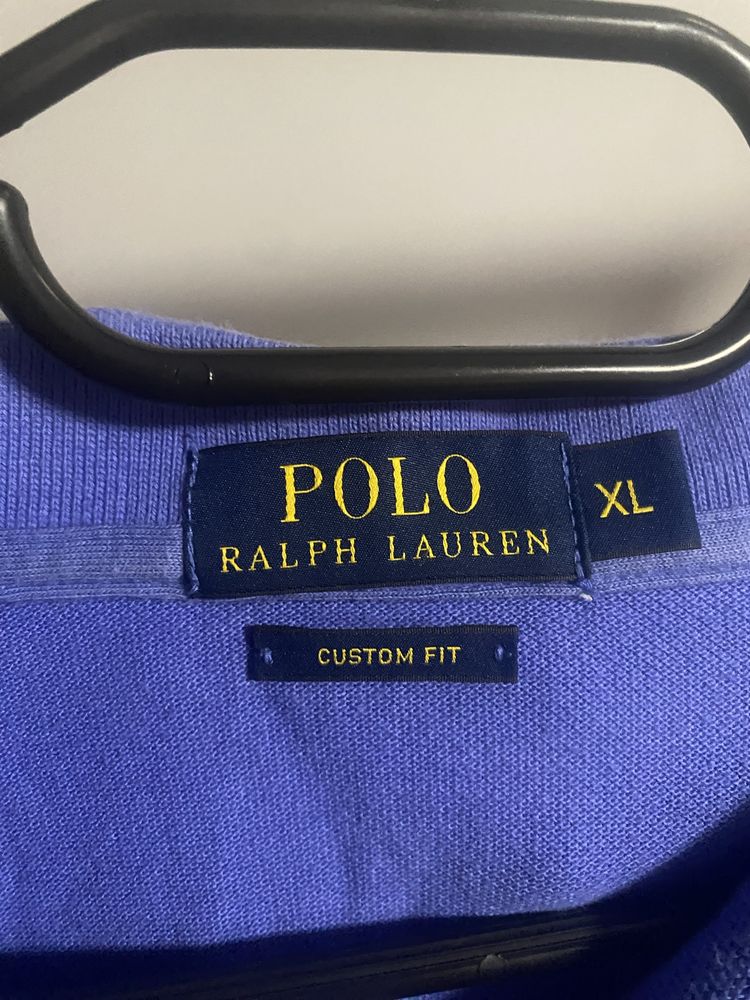 POLO
RALPH LAUREN
XL
CUSTOM FIT